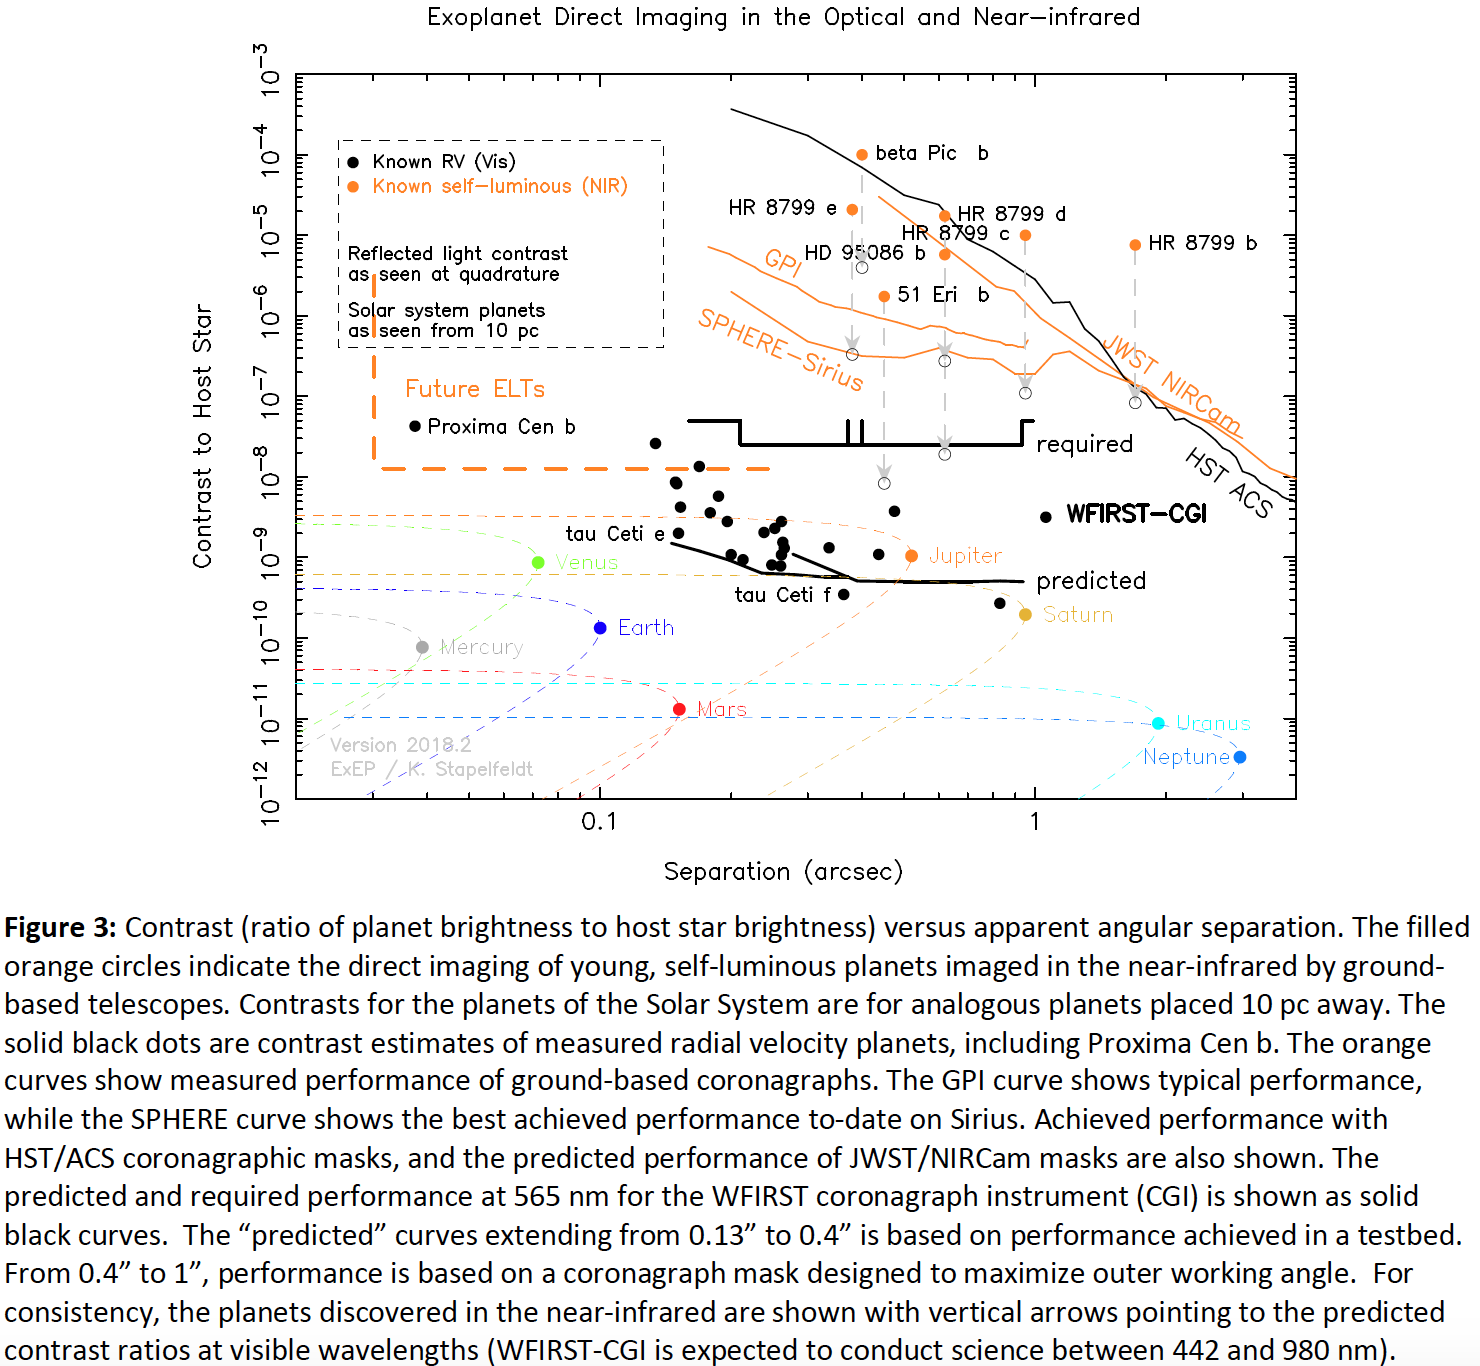 Exoplanet Direct Imaging in the Optical and Near-infrared
Contrast to Host Star
10−3
10−4
10−5
10−6
10−7
10−8
10−9
10−10
10−11
10−12
Known RV (Vis)
Known self-luminous (NIR)
Reflected light contrast
as seen at quadrature
Solar system planets
as seen from 10 pc
beta Pic b
HR 8799 e
HR 8799 d
HR 8799 c
HD 95086 b
HR 8799 b
51 Eri b
GPI
SPHERE-Sirius
JWST NIRCam
HST ACS
Future ELTs
Proxima Cen b
required
WFIRST-CGI
tau Ceti e
Venus
Jupiter
predicted
tau Ceti f
Saturn
Earth
Mercury
Mars
Uranus
Neptune
Version 2018.2
ExEP / K. Stapelfeldt
0.1
1
Separation (arcsec)
Figure 3: Contrast (ratio of planet brightness to host star brightness) versus apparent angular separation. The filled
orange circles indicate the direct imaging of young, self-luminous planets imaged in the near-infrared by ground-
based telescopes. Contrasts for the planets of the Solar System are for analogous planets placed 10 pc away. The
solid black dots are contrast estimates of measured radial velocity planets, including Proxima Cen b. The orange
curves show measured performance of ground-based coronagraphs. The GPI curve shows typical performance,
while the SPHERE curve shows the best achieved performance to-date on Sirius. Achieved performance with
HST/ACS coronagraphic masks, and the predicted performance of JWST/NIRCam masks are also shown. The
predicted and required performance at 565 nm for the WFIRST coronagraph instrument (CGI) is shown as solid
black curves. The “predicted” curves extending from 0.13” to 0.4” is based on performance achieved in a testbed.
From 0.4” to 1”, performance is based on a coronagraph mask designed to maximize outer working angle. For
consistency, the planets discovered in the near-infrared are shown with vertical arrows pointing to the predicted
contrast ratios at visible wavelengths (WFIRST-CGI is expected to conduct science between 442 and 980 nm).